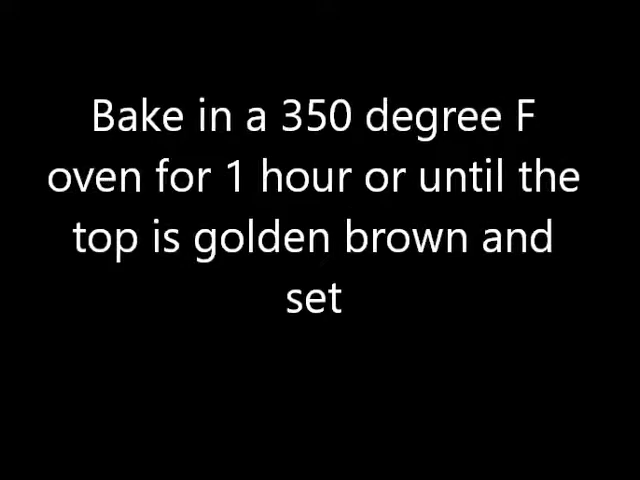 Bake in a 350 degree F
oven for 1 hour or until the
top is golden brown and
set